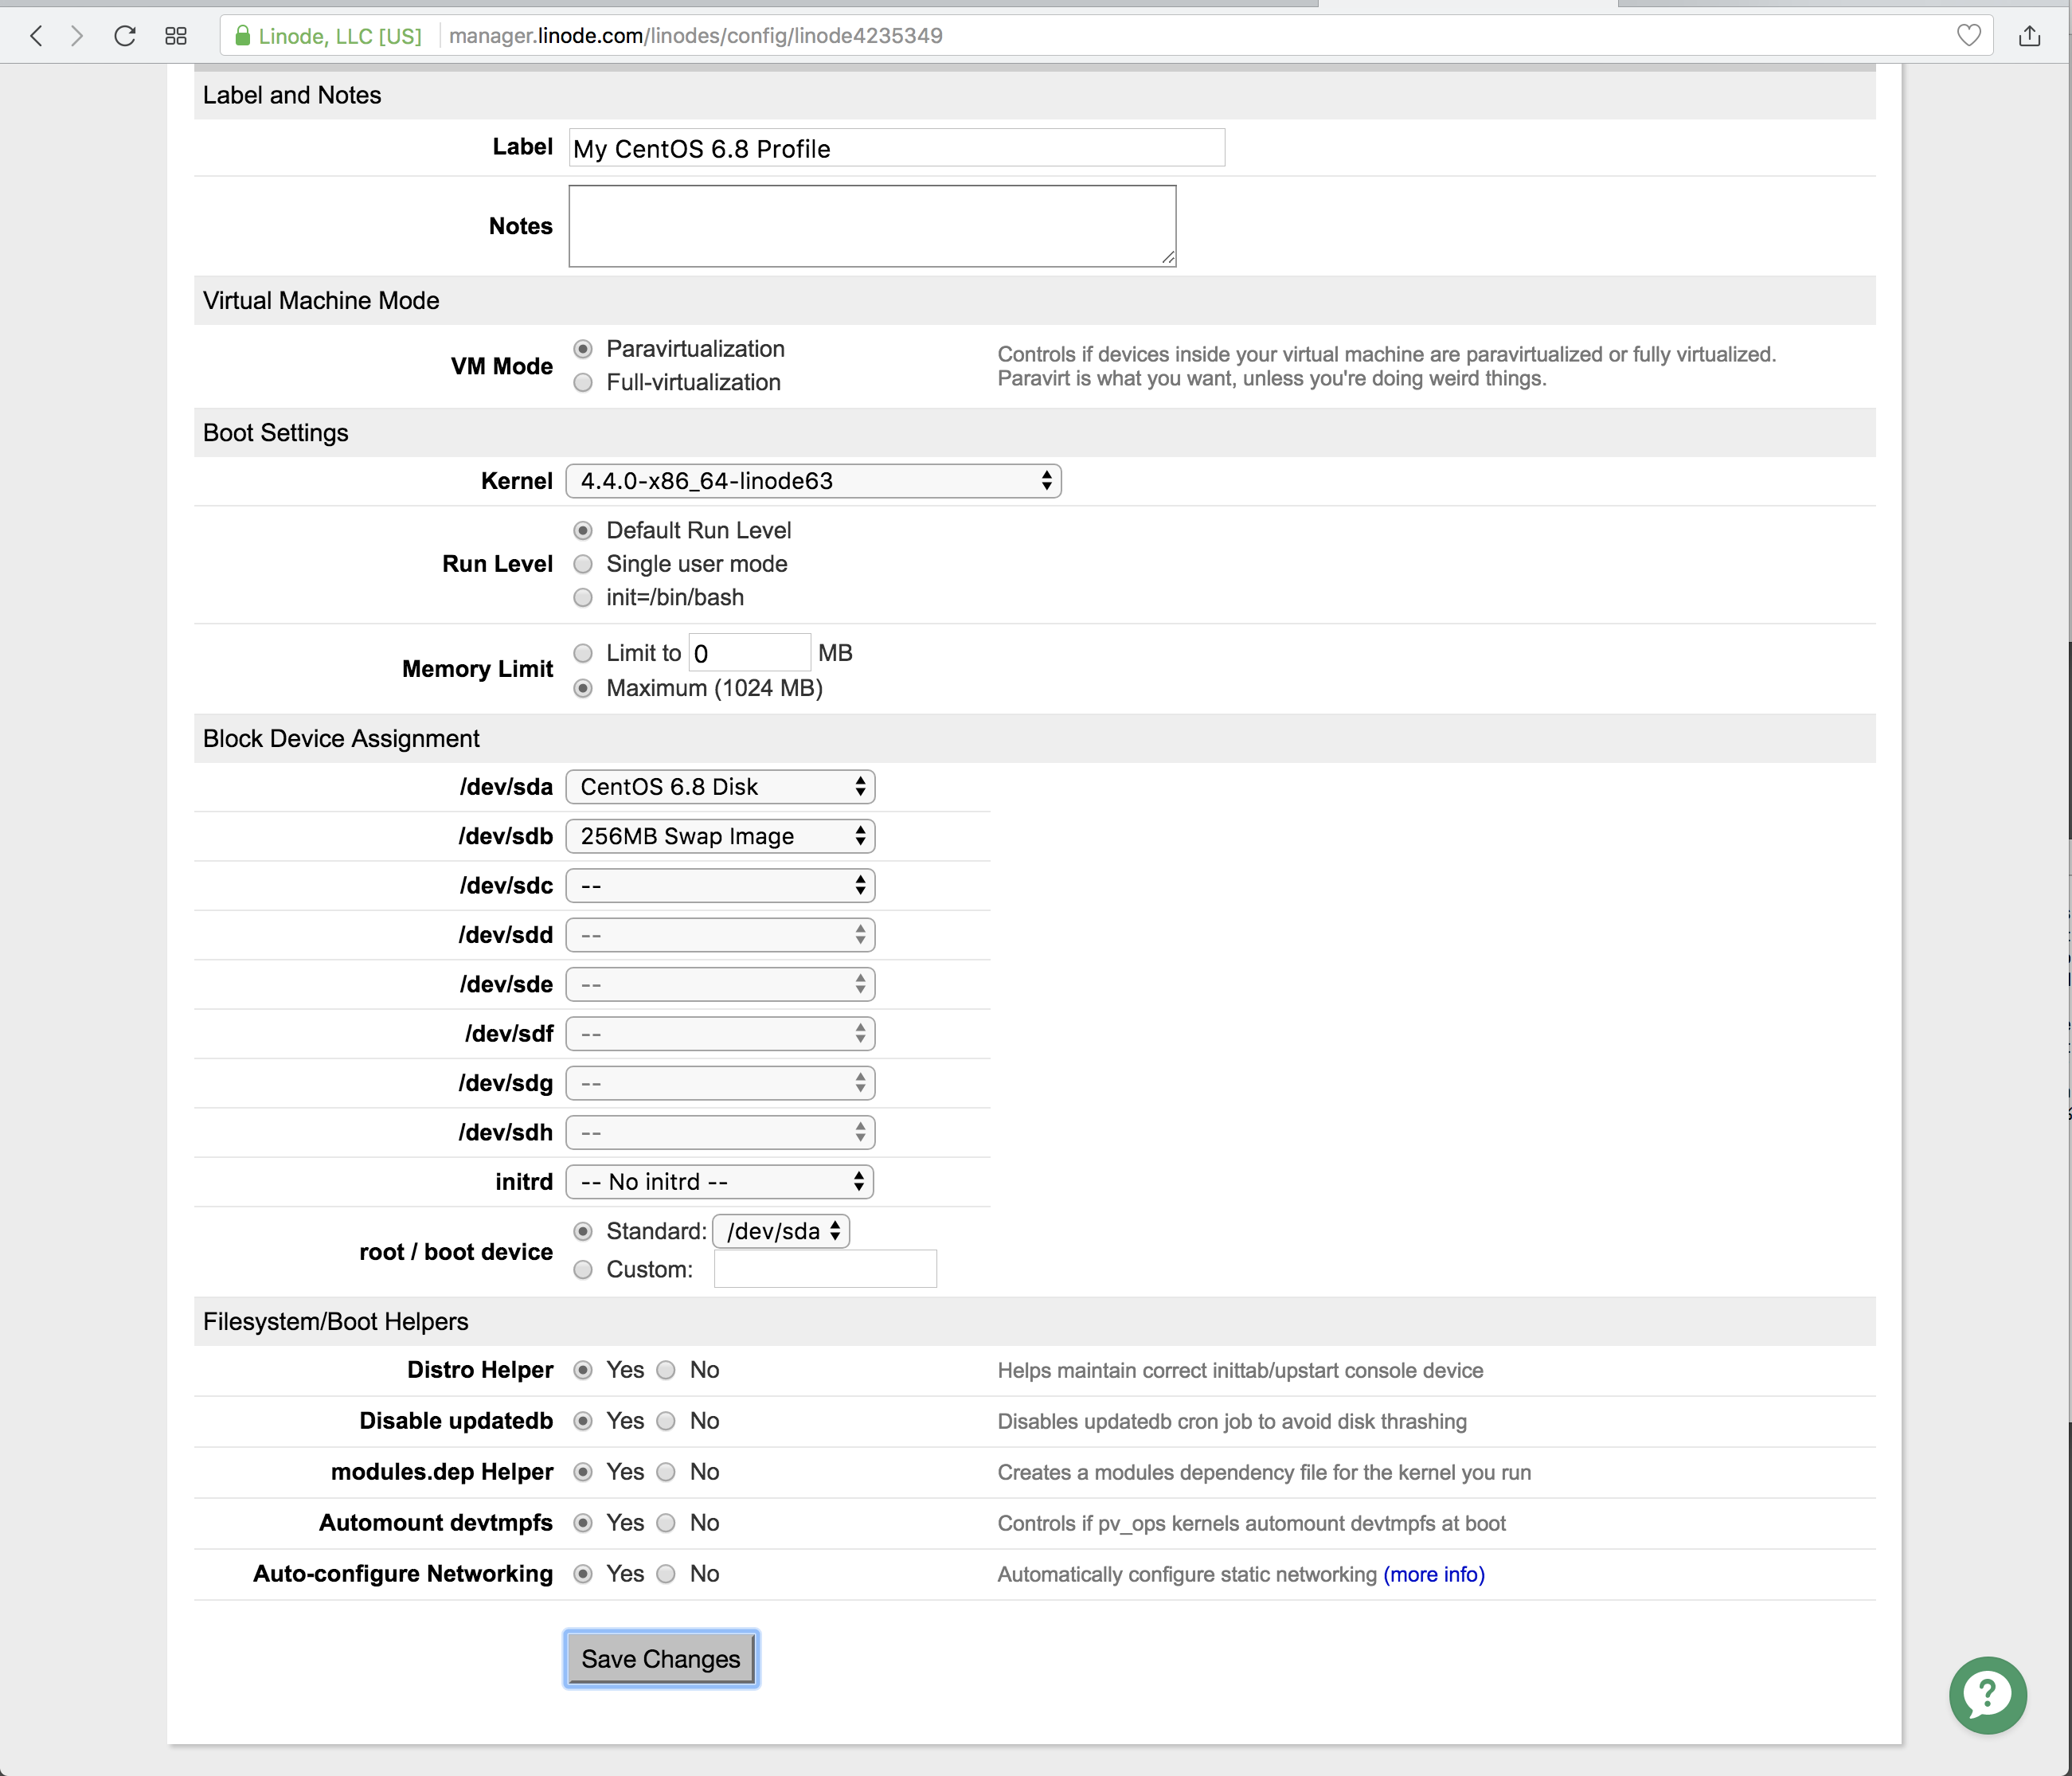 Linode, LLC [US] manager.linode.com/linodes/config/linode4235349
Label and Notes
Label My CentOS 6.8 Profile
Notes
Virtual Machine Mode
VM Mode
Paravirtualization
Full-virtualization
Controls if devices inside your virtual machine are paravirtualized or fully virtualized.
Paravirt is what you want, unless you're doing weird things.
Boot Settings
Kernel 4.4.0-x86_64-linode63
Run Level
Default Run Level
Single user mode
init=/bin/bash
Memory Limit
Limit to 0 MB
Maximum (1024 MB)
Block Device Assignment
/dev/sda CentOS 6.8 Disk
/dev/sdb 256MB Swap Image
/dev/sdc --
/dev/sdd --
/dev/sde --
/dev/sdf --
/dev/sdg --
/dev/sdh --
initrd -- No initrd --
root / boot device
Standard: /dev/sda
Custom:
Filesystem/Boot Helpers
Distro Helper Yes No Helps maintain correct inittab/upstart console device
Disable updatedb Yes No Disables updatedb cron job to avoid disk thrashing
modules.dep Helper Yes No Creates a modules dependency file for the kernel you run
Automount devtmpfs Yes No Controls if pv_ops kernels automount devtmpfs at boot
Auto-configure Networking Yes No Automatically configure static networking (more info)
Save Changes
?